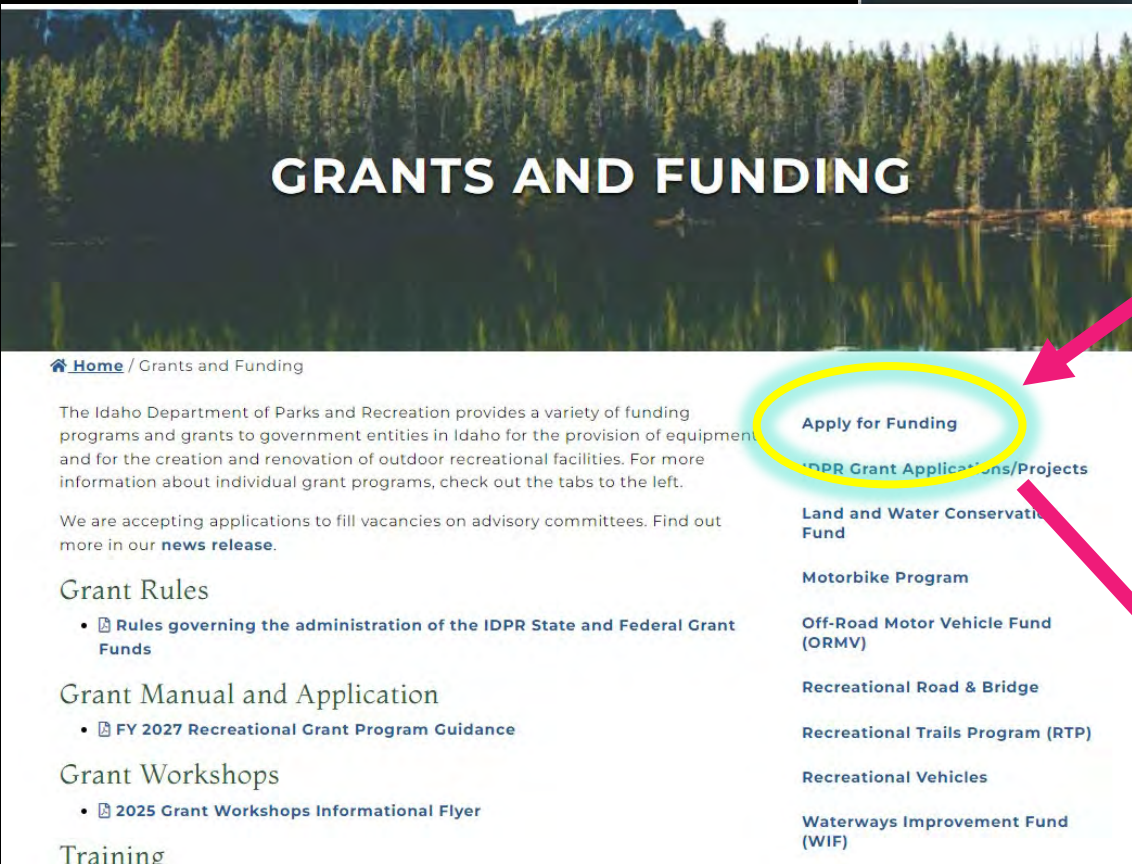 GRANTS AND FUNDING
Home / Grants and Funding
The Idaho Department of Parks and Recreation provides a variety of funding
programs and grants to government entities in Idaho for the provision of equipment
and for the creation and renovation of outdoor recreational facilities. For more
information about individual grant programs, check out the tabs to the left.
We are accepting applications to fill vacancies on advisory committees. Find out
more in our news release.
Grant Rules
• Rules governing the administration of the IDPR State and Federal Grant
Funds
Grant Manual and Application
• FY 2027 Recreational Grant Program Guidance
Grant Workshops
• 2025 Grant Workshops Informational Flyer
Training
Apply for Funding
IDPR Grant Applications/Projects
Land and Water Conservation
Fund
Motorbike Program
Off-Road Motor Vehicle Fund
(ORMV)
Recreational Road & Bridge
Recreational Trails Program (RTP)
Recreational Vehicles
Waterways Improvement Fund
(WIF)